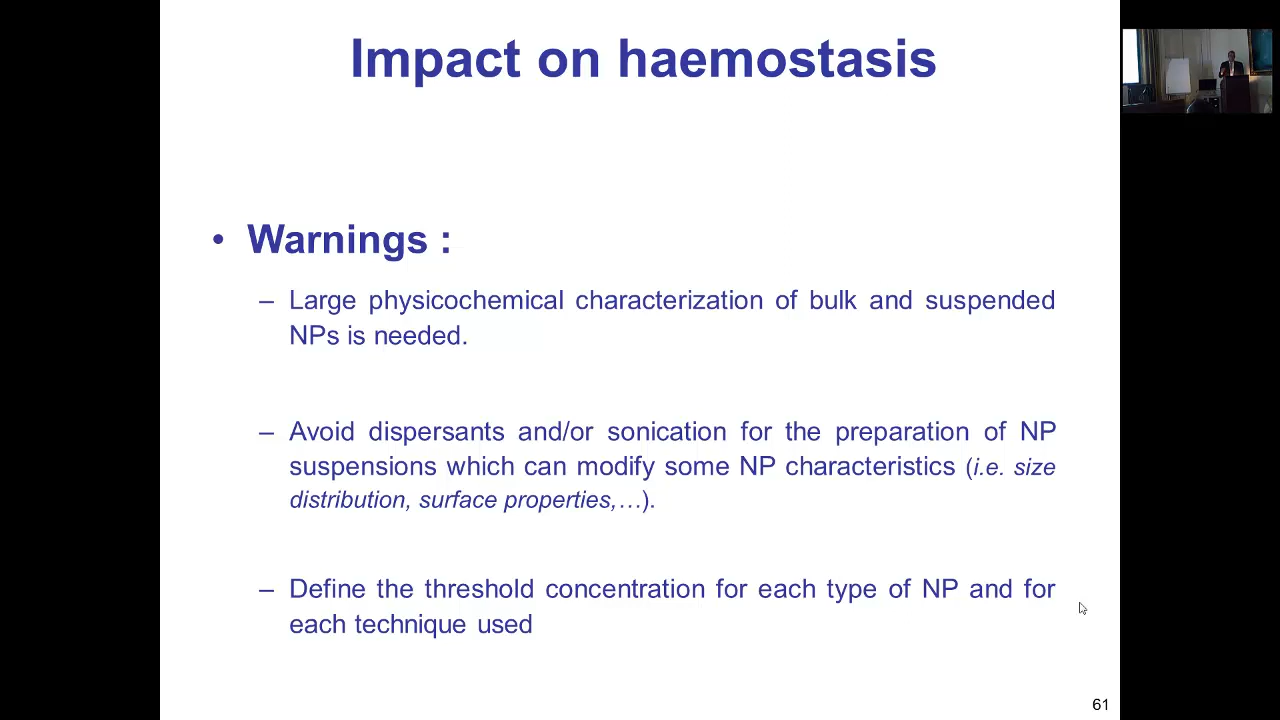 Impact on haemostasis
• Warnings :
– Large physicochemical characterization of bulk and suspended
NPs is needed.
– Avoid dispersants and/or sonication for the preparation of NP
suspensions which can modify some NP characteristics (i.e. size
distribution, surface properties,…).
– Define the threshold concentration for each type of NP and for
each technique used
61